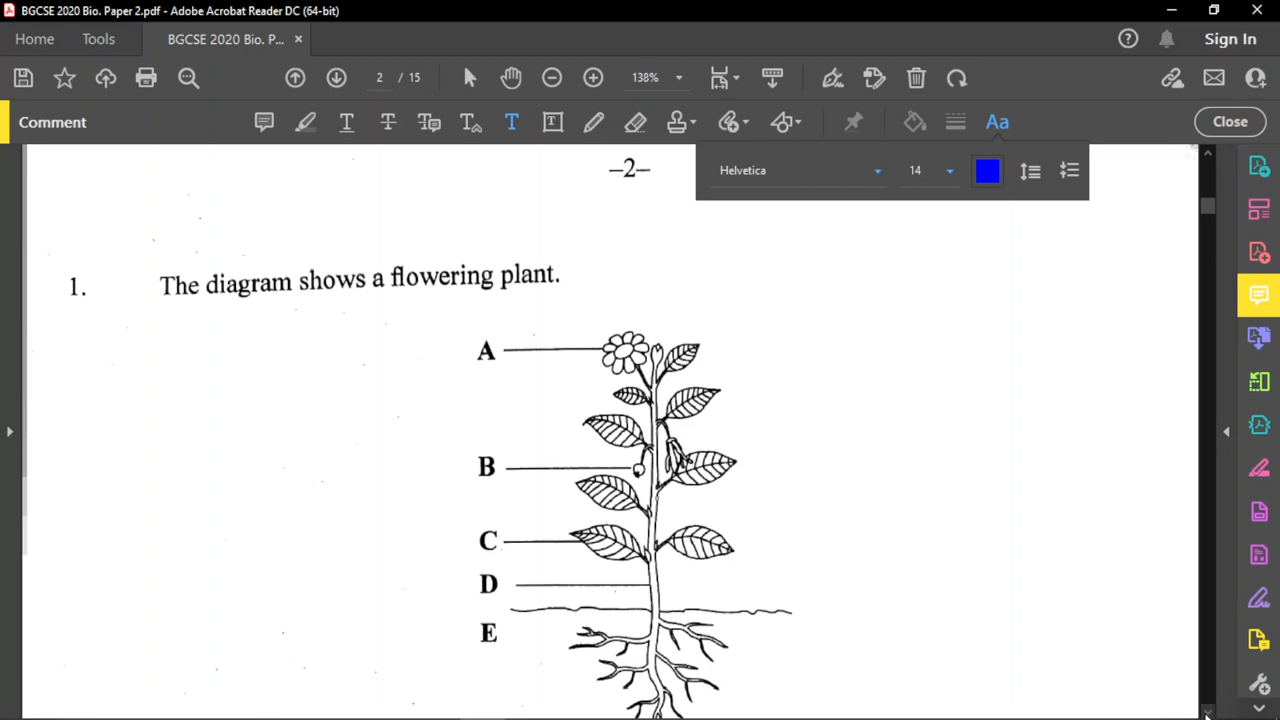 BGCSE 2020 Bio. Paper 2.pdf - Adobe Acrobat Reader DC (64-bit)
Home Tools BGCSE 2020 Bio. P... × Sign In
2 / 15 138%
Comment Close
Helvetica 14
–2–
1. The diagram shows a flowering plant.
A
B
C
D
E